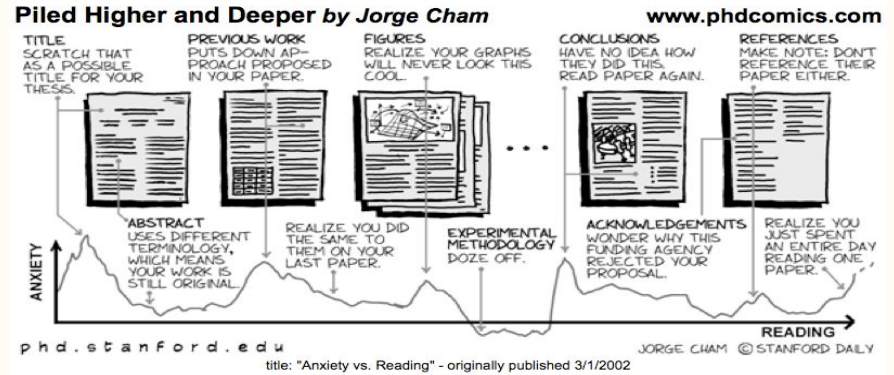 Piled Higher and Deeper by Jorge Cham
www.phdcomics.com
TITLE
SCRATCH THAT
AS A POSSIBLE
TITLE FOR YOUR
THESIS.
PREVIOUS WORK
PUTS DOWN AP-
PROACH PROPOSED
IN YOUR PAPER.
FIGURES
REALIZE YOUR GRAPHS
WILL NEVER LOOK THIS
COOL.
CONCLUSIONS
HAVE NO IDEA HOW
THEY DID THIS.
READ PAPER AGAIN.
REFERENCES
MAKE NOTE: DON'T
REFERENCE THEIR
PAPER EITHER.
ABSTRACT
USES DIFFERENT
TERMINOLOGY,
WHICH MEANS
YOUR WORK IS
STILL ORIGINAL.
REALIZE YOU DID
THE SAME TO
THEM ON YOUR
LAST PAPER.
EXPERIMENTAL
METHODOLOGY
DOZE OFF.
ACKNOWLEDGEMENTS
WONDER WHY THIS
FUNDING AGENCY
REJECTED YOUR
PROPOSAL.
REALIZE YOU
JUST SPENT
AN ENTIRE DAY
READING ONE
PAPER.
ANXIETY
READING
phd.stanford.edu
JORGE CHAM © STANFORD DAILY
title: "Anxiety vs. Reading" - originally published 3/1/2002